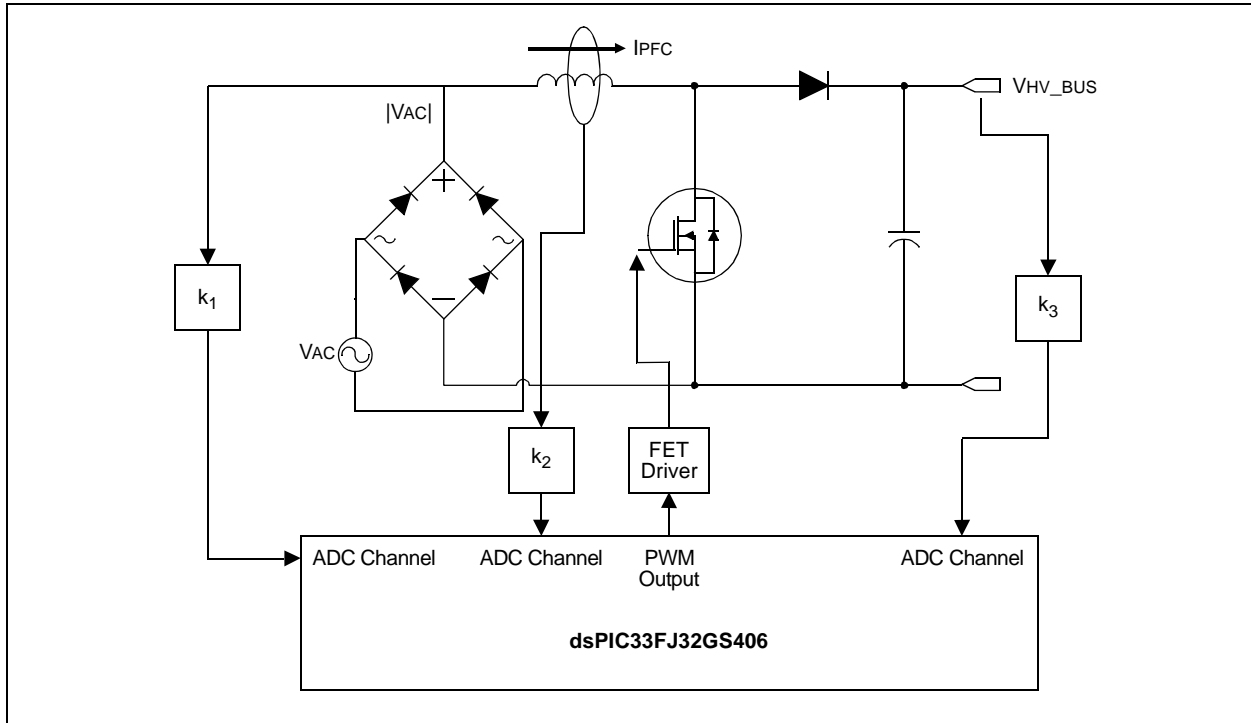 IPFC
VHV_BUS
|VAC|
k1
k3
VAC
k2
FET
Driver
ADC Channel
ADC Channel
PWM
Output
ADC Channel
dsPIC33FJ32GS406